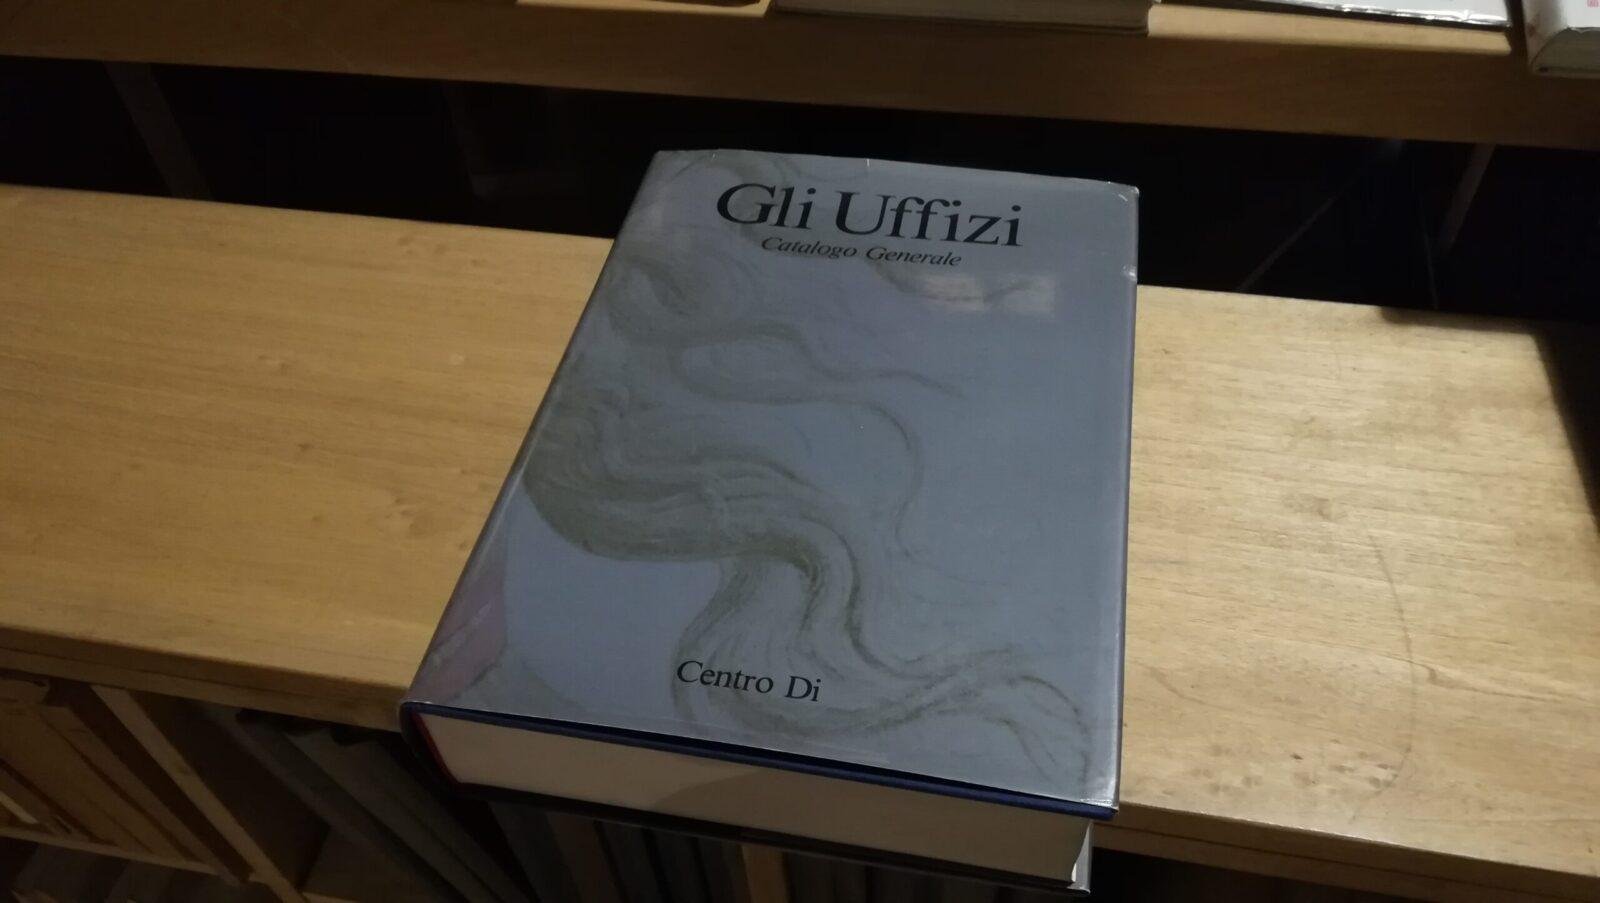 Gli Uffizi
Catalogo Generale
Centro Di